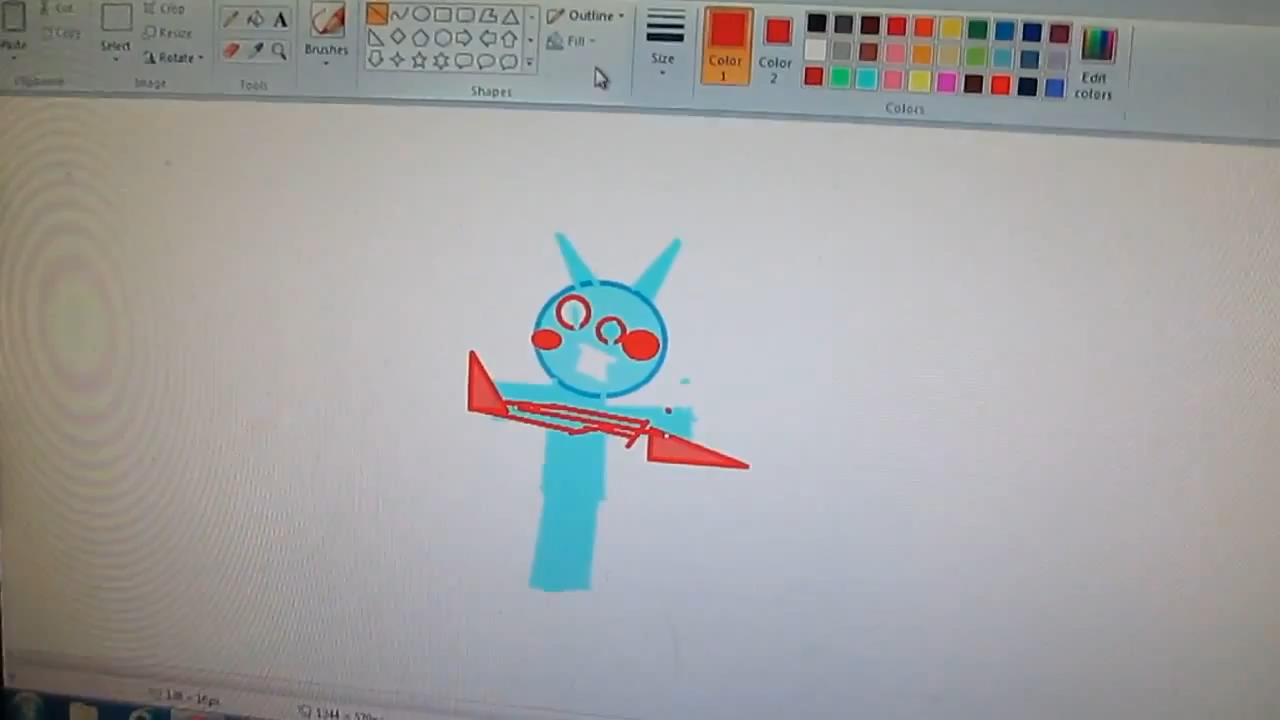 Cut
Crop
Paste
Copy
Select
Resize
Rotate
A
Brushes
Outline
Fill
Size
Color
1
Color
2
Edit
colors
Clipboard
Image
Tools
Shapes
Colors